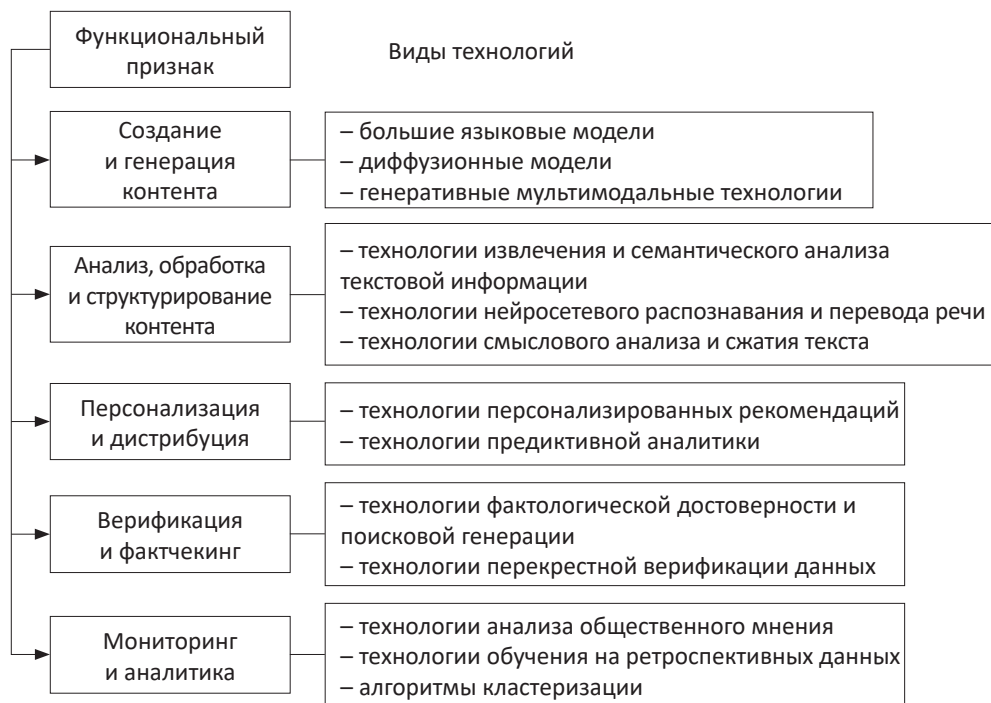 Функциональный
признак
Виды технологий
Создание
и генерация
контента
– большие языковые модели
– диффузионные модели
– генеративные мультимодальные технологии
Анализ, обработка
и структурирование
контента
– технологии извлечения и семантического анализа
текстовой информации
– технологии нейросетевого распознавания и перевода речи
– технологии смыслового анализа и сжатия текста
Персонализация
и дистрибуция
– технологии персонализированных рекомендаций
– технологии предиктивной аналитики
Верификация
и фактчекинг
– технологии фактологической достоверности и
поисковой генерации
– технологии перекрестной верификации данных
Мониторинг
и аналитика
– технологии анализа общественного мнения
– технологии обучения на ретроспективных данных
– алгоритмы кластеризации